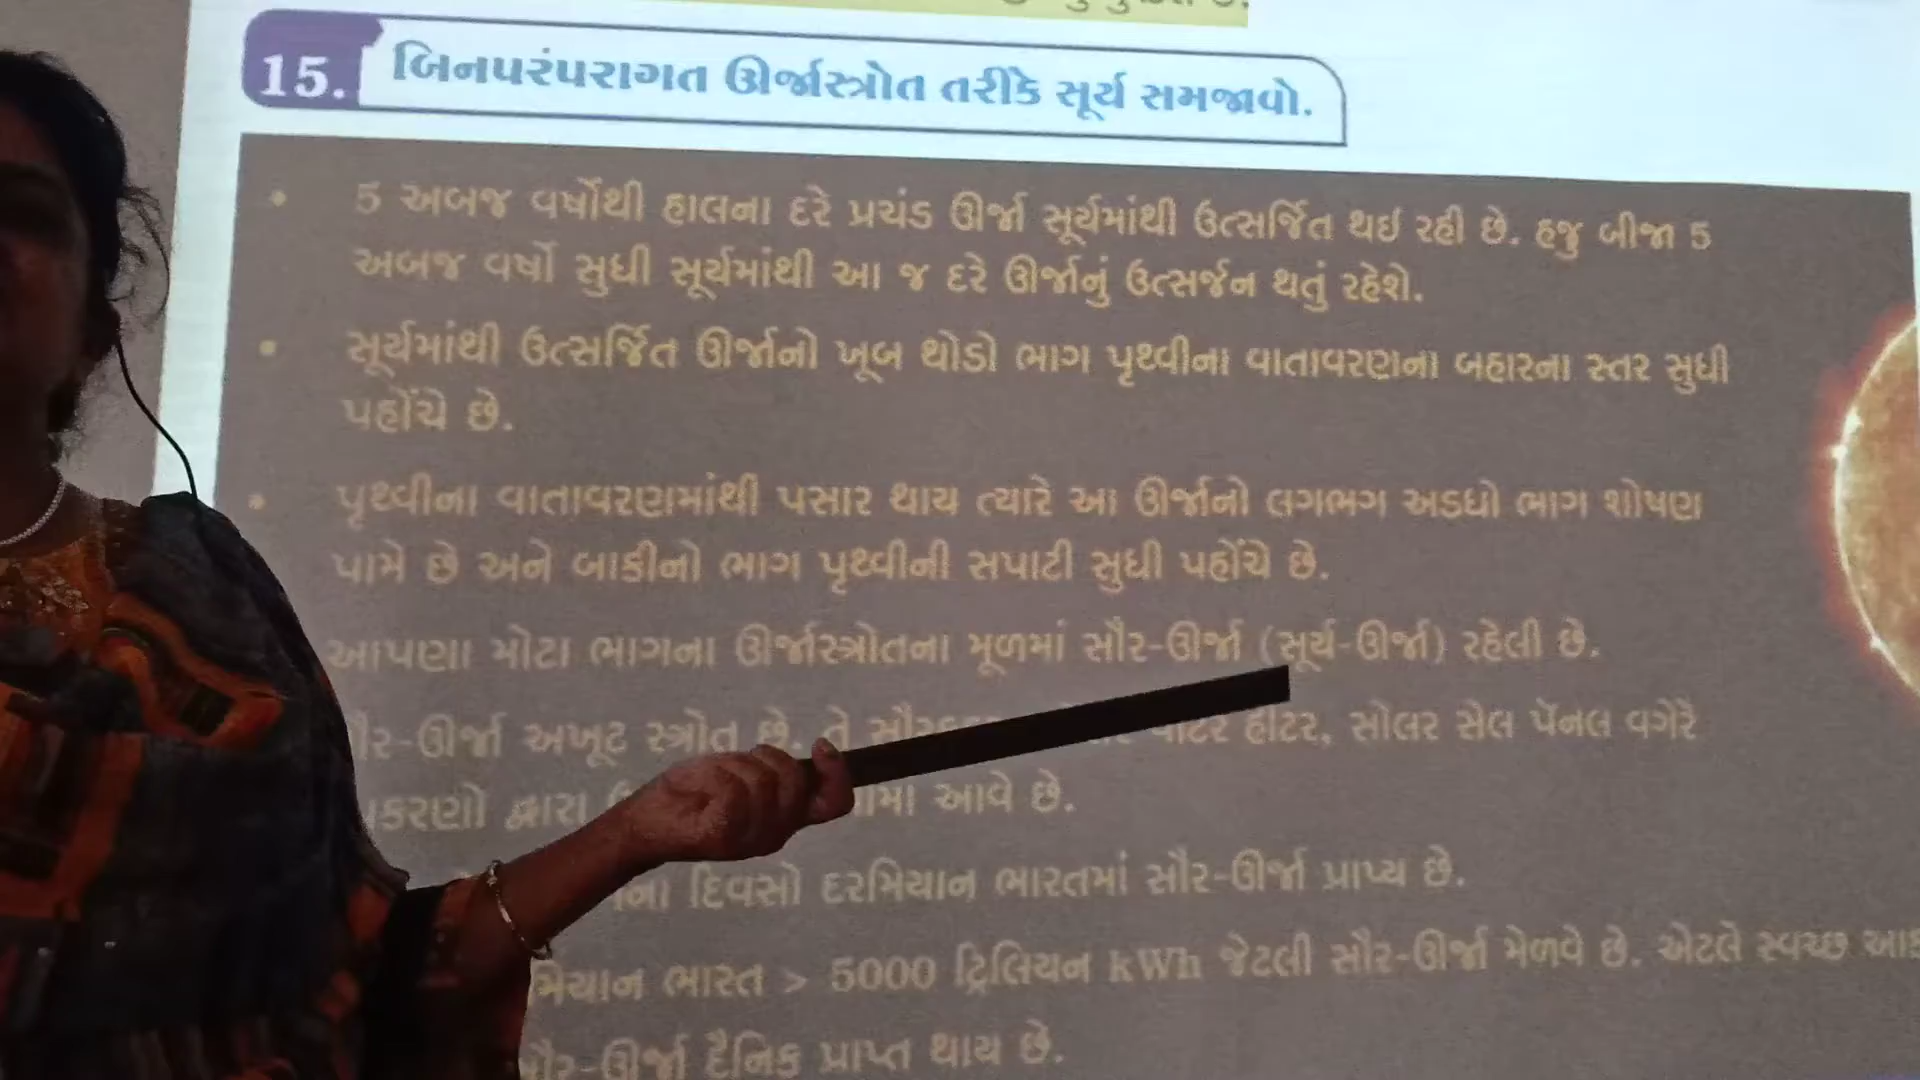 15. બિનપરંપરાગત ઊર્જાસ્ત્રોત તરીકે સૂર્ય સમજાવો.
• 5 અબજ વર્ષોથી હાલના દરે પ્રચંડ ઊર્જા સૂર્યમાંથી ઉત્સર્જિત થઇ રહી છે. હજુ બીજા 5
અબજ વર્ષો સુધી સૂર્યમાંથી આ જ દરે ઊર્જાનું ઉત્સર્જન થતું રહેશે.
• સૂર્યમાંથી ઉત્સર્જિત ઊર્જાનો ખૂબ થોડો ભાગ પૃથ્વીના વાતાવરણના બહારના સ્તર સુધી
પહોંચે છે.
• પૃથ્વીના વાતાવરણમાંથી પસાર થાય ત્યારે આ ઊર્જાનો લગભગ અડધો ભાગ શોષણ
પામે છે અને બાકીનો ભાગ પૃથ્વીની સપાટી સુધી પહોંચે છે.
આપણા મોટા ભાગના ઊર્જાસ્ત્રોતના મૂળમાં સૌર-ઊર્જા (સૂર્ય-ઊર્જા) રહેલી છે.
-ઊર્જા અખૂટ સ્ત્રોત છે. તે હીટર, સોલર સેલ પૅનલ વગેરે
દ્વારા આવે છે.
દિવસો દરમિયાન ભારતમાં સૌર-ઊર્જા પ્રાપ્ય છે.
ભારત > 5000 ટ્રિલિયન kWh જેટલી સૌર-ઊર્જા મેળવે છે. એટલે સ્વચ્છ
-ઊર્જા દૈનિક પ્રાપ્ત થાય છે.